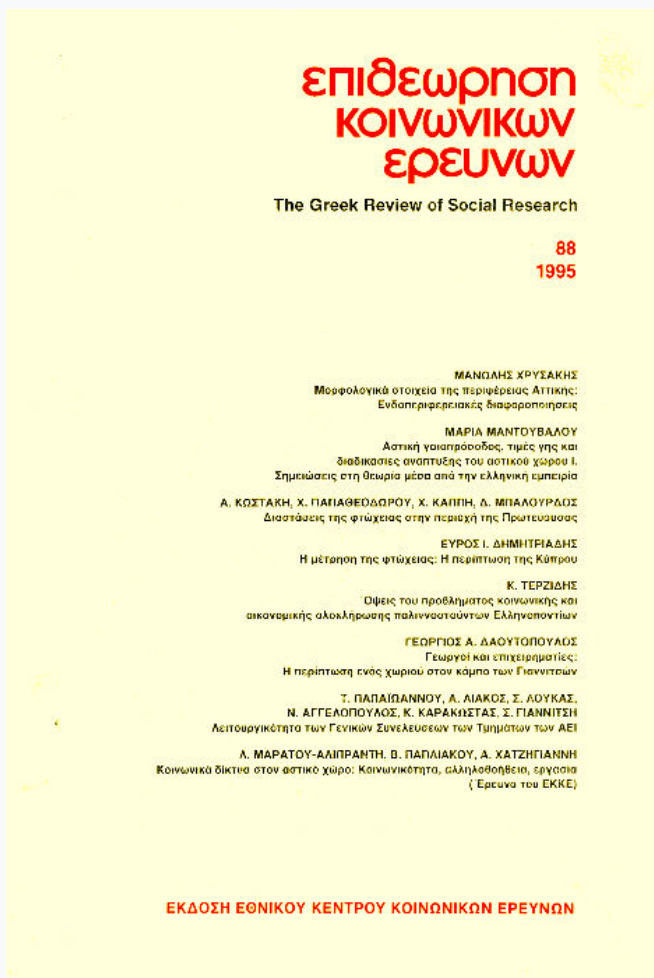 επιθεωρηση
κοινωνικων
ερευνων
The Greek Review of Social Research
88
1995
ΜΑΝΩΛΗΣ ΧΡΥΣΑΚΗΣ
Μορφολογικά στοιχεία της περιφέρειας Αττικής:
Ενδοπεριφερειακές διαφοροποιήσεις
ΜΑΡΙΑ ΜΑΝΤΟΥΒΑΛΟΥ
Αστική γαιοπρόσοδος, τιμές γης και
διαδικασίες ανάπτυξης του αστικού χώρου Ι.
Σημειώσεις στη θεωρία μέσα από την ελληνική εμπειρία
Α. ΚΩΣΤΑΚΗ, Χ. ΠΑΠΑΘΕΟΔΩΡΟΥ, Χ. ΚΑΠΠΗ, Δ. ΜΠΑΛΟΥΡΔΟΣ
Διαστάσεις της φτώχειας στην περιοχή της Πρωτεύουσας
ΕΥΡΟΣ Ι. ΔΗΜΗΤΡΙΑΔΗΣ
Η μέτρηση της φτώχειας: Η περίπτωση της Κύπρου
Κ. ΤΕΡΖΙΔΗΣ
Όψεις του προβλήματος κοινωνικής και
οικονομικής ολοκλήρωσης παλιννοστούντων Ελληνοποντίων
ΓΕΩΡΓΙΟΣ Α. ΔΑΟΥΤΟΠΟΥΛΟΣ
Γεωργοί και επιχειρηματίες:
Η περίπτωση ενός χωριού στον κάμπο των Γιαννιτσών
Τ. ΠΑΠΑΪΩΑΝΝΟΥ, Α. ΛΙΑΚΟΣ, Σ. ΛΟΥΚΑΣ,
Ν. ΑΓΓΕΛΟΠΟΥΛΟΣ, Κ. ΚΑΡΑΚΩΣΤΑΣ, Σ. ΓΙΑΝΝΙΤΣΗ
Λειτουργικότητα των Γενικών Συνελεύσεων των Τμημάτων των ΑΕΙ
Λ. ΜΑΡΑΤΟΥ-ΑΛΙΠΡΑΝΤΗ, Β. ΠΑΠΛΙΑΚΟΥ, Α. ΧΑΤΖΗΓΙΑΝΝΗ
Κοινωνικά δίκτυα στον αστικό χώρο: Κοινωνικότητα, αλληλοβοήθεια, εργασία
(Έρευνα του ΕΚΚΕ)
ΕΚΔΟΣΗ ΕΘΝΙΚΟΥ ΚΕΝΤΡΟΥ ΚΟΙΝΩΝΙΚΩΝ ΕΡΕΥΝΩΝ